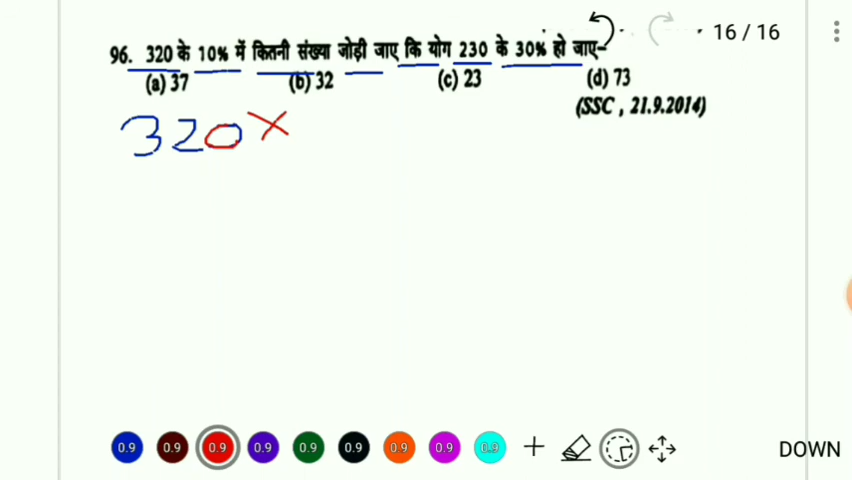 16 / 16
96. 320 के 10% में कितनी संख्या जोड़ी जाए कि योग 230 के 30% हो जाए-
(a) 37 (b) 32 (c) 23 (d) 73
(SSC , 21.9.2014)
320 ×
0.9 0.9 0.9 0.9 0.9 0.9 0.9 0.9 0.9 DOWN